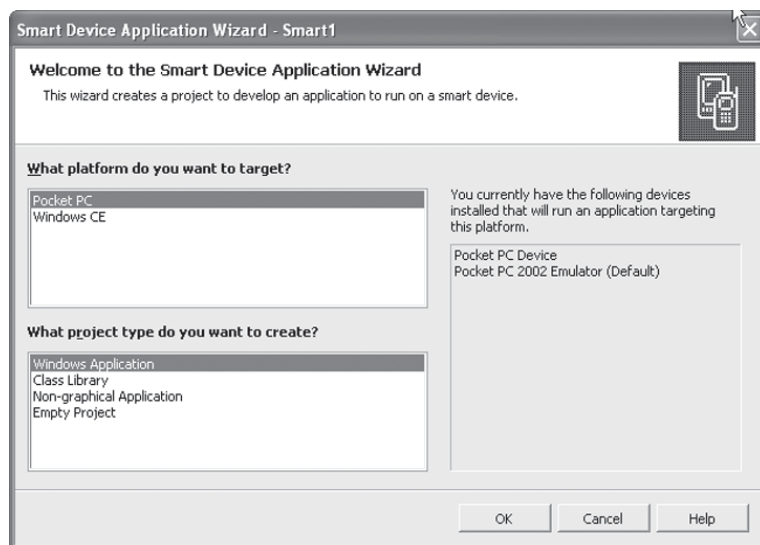 Smart Device Application Wizard - Smart1
Welcome to the Smart Device Application Wizard
This wizard creates a project to develop an application to run on a smart device.
What platform do you want to target?
Pocket PC
Windows CE
You currently have the following devices
installed that will run an application targeting
this platform.
Pocket PC Device
Pocket PC 2002 Emulator (Default)
What project type do you want to create?
Windows Application
Class Library
Non-graphical Application
Empty Project
OK
Cancel
Help